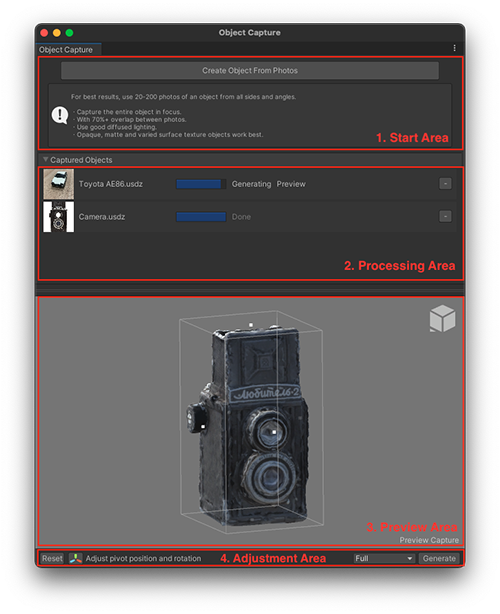 Object Capture
Object Capture
Create Object From Photos
For best results, use 20-200 photos of an object from all sides and angles.
· Capture the entire object in focus.
· With 70%+ overlap between photos.
· Use good diffused lighting.
· Opaque, matte and varied surface texture objects work best.
1. Start Area
Captured Objects
Toyota AE86.usdz Generating Preview -
Camera.usdz Done -
2. Processing Area
Любитель-2
3. Preview Area
Preview Capture
Reset Adjust pivot position and rotation 4. Adjustment Area Full Generate